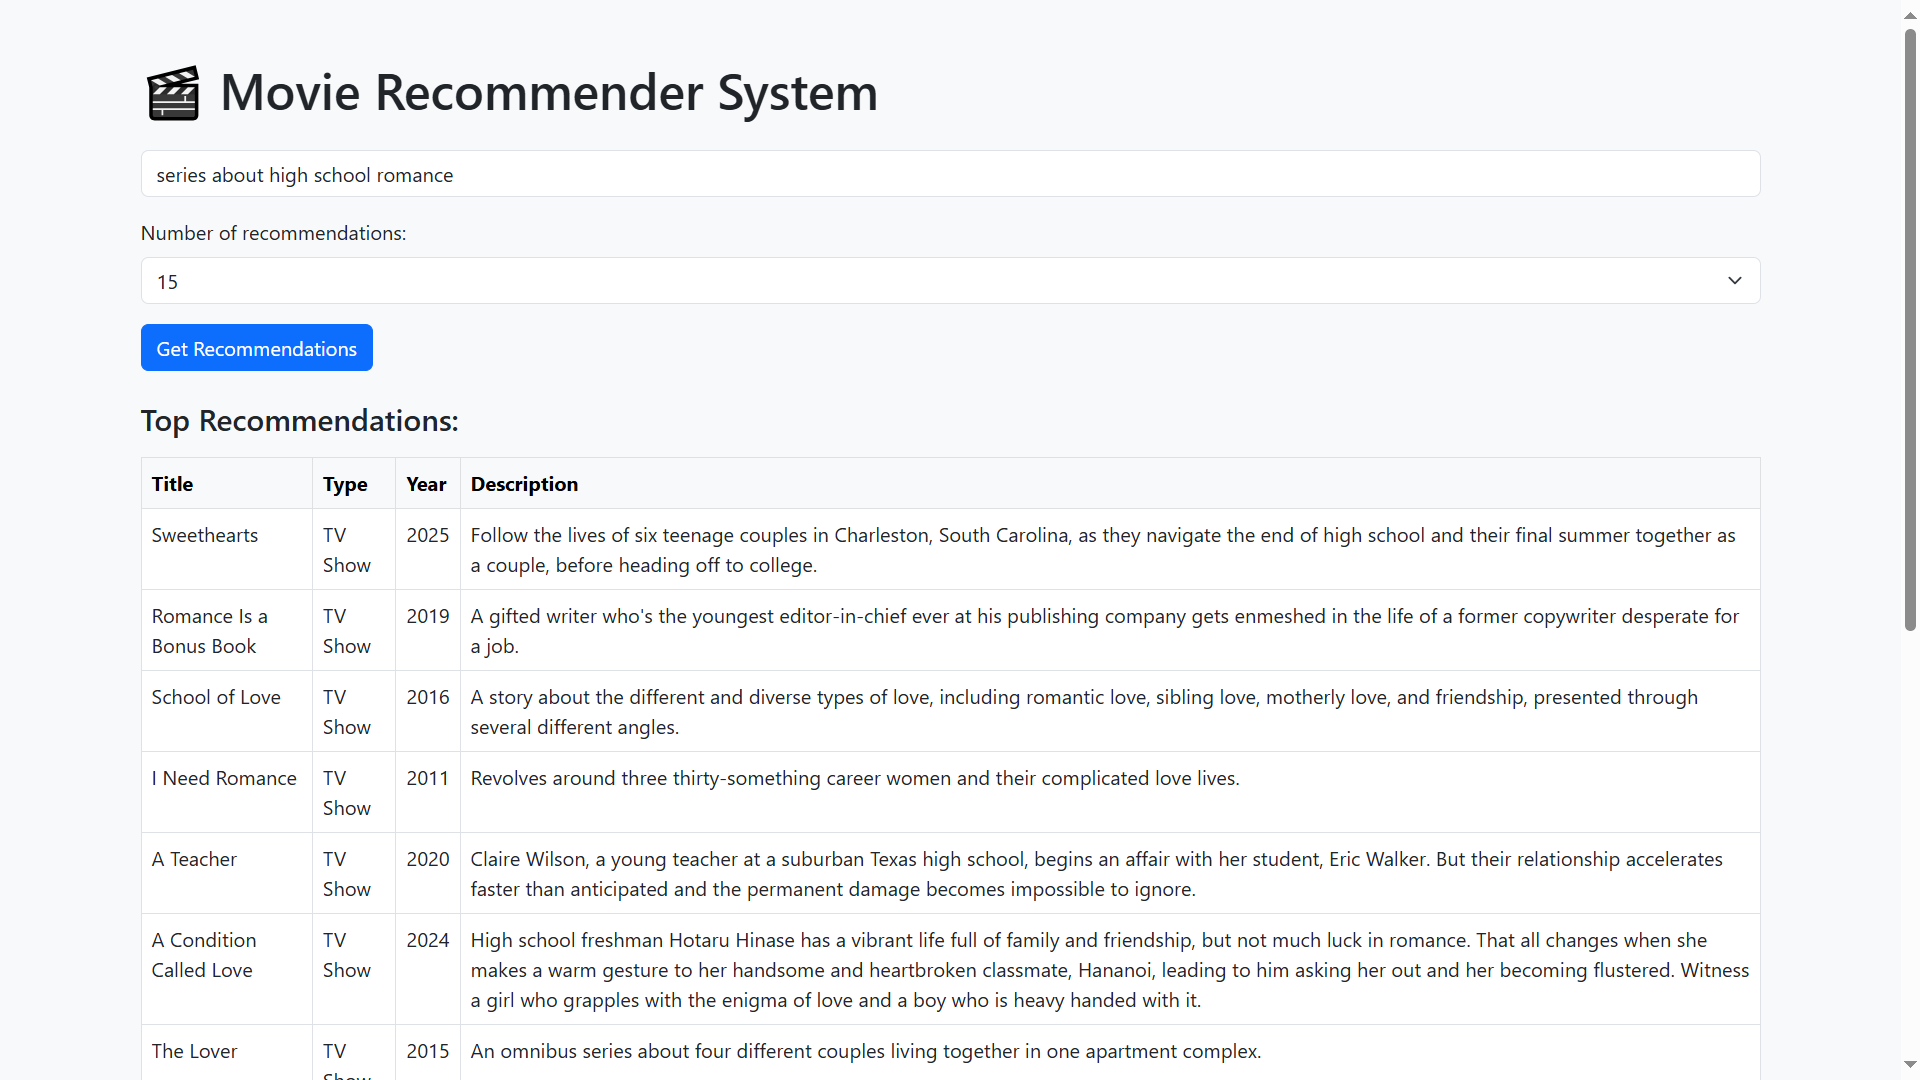 Movie Recommender System
series about high school romance
Number of recommendations:
15
Get Recommendations
Top Recommendations:
Title Type Year Description
Sweethearts TV 2025 Follow the lives of six teenage couples in Charleston, South Carolina, as they navigate the end of high school and their final summer together as
Show a couple, before heading off to college.
Romance Is a TV 2019 A gifted writer who's the youngest editor-in-chief ever at his publishing company gets enmeshed in the life of a former copywriter desperate for
Bonus Book Show a job.
School of Love TV 2016 A story about the different and diverse types of love, including romantic love, sibling love, motherly love, and friendship, presented through
Show several different angles.
I Need Romance TV 2011 Revolves around three thirty-something career women and their complicated love lives.
Show
A Teacher TV 2020 Claire Wilson, a young teacher at a suburban Texas high school, begins an affair with her student, Eric Walker. But their relationship accelerates
Show faster than anticipated and the permanent damage becomes impossible to ignore.
A Condition TV 2024 High school freshman Hotaru Hinase has a vibrant life full of family and friendship, but not much luck in romance. That all changes when she
Called Love Show makes a warm gesture to her handsome and heartbroken classmate, Hananoi, leading to him asking her out and her becoming flustered. Witness
a girl who grapples with the enigma of love and a boy who is heavy handed with it.
The Lover TV 2015 An omnibus series about four different couples living together in one apartment complex.
Show